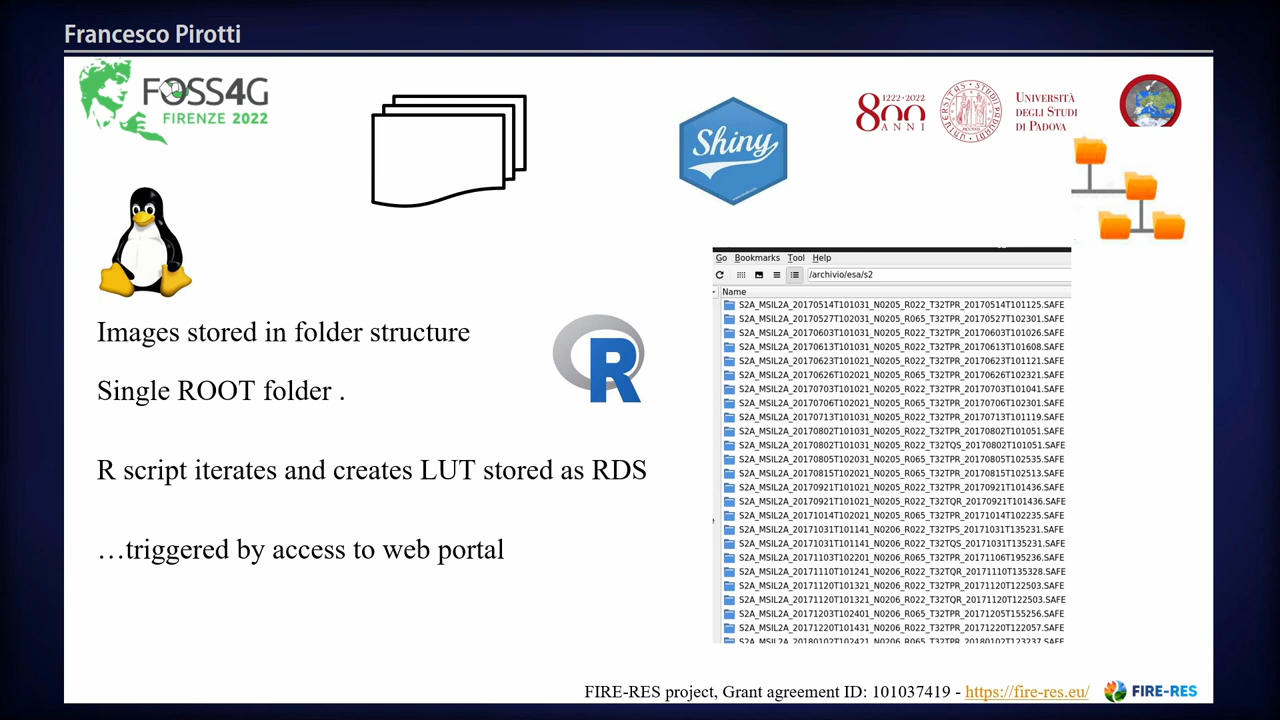 Francesco Pirotti
FOSS4G
FIRENZE 2022
Shiny
800
1222·2022
ANNI
UNIVERSITÀ
DEGLI STUDI
DI PADOVA
Images stored in folder structure
Single ROOT folder .
R script iterates and creates LUT stored as RDS
…triggered by access to web portal
R
Go Bookmarks Tool Help
/archivio/esa/s2
Name
S2A_MSIL2A_20170514T101031_N0205_R022_T32TPR_20170514T101125.SAFE
S2A_MSIL2A_20170527T102031_N0205_R065_T32TPR_20170527T102301.SAFE
S2A_MSIL2A_20170603T101031_N0205_R022_T32TPR_20170603T101026.SAFE
S2A_MSIL2A_20170613T101031_N0205_R022_T32TPR_20170613T101608.SAFE
S2A_MSIL2A_20170623T101021_N0205_R022_T32TPR_20170623T101121.SAFE
S2A_MSIL2A_20170626T102021_N0205_R065_T32TPR_20170626T102321.SAFE
S2A_MSIL2A_20170703T101021_N0205_R022_T32TPR_20170703T101041.SAFE
S2A_MSIL2A_20170706T102021_N0205_R065_T32TPR_20170706T102301.SAFE
S2A_MSIL2A_20170713T101031_N0205_R022_T32TPR_20170713T101119.SAFE
S2A_MSIL2A_20170802T101031_N0205_R022_T32TPR_20170802T101051.SAFE
S2A_MSIL2A_20170802T101031_N0205_R022_T32TQS_20170802T101051.SAFE
S2A_MSIL2A_20170805T102031_N0205_R065_T32TPR_20170805T102535.SAFE
S2A_MSIL2A_20170815T102021_N0205_R065_T32TPR_20170815T102513.SAFE
S2A_MSIL2A_20170921T101021_N0205_R022_T32TPR_20170921T101436.SAFE
S2A_MSIL2A_20170921T101021_N0205_R022_T32TQR_20170921T101436.SAFE
S2A_MSIL2A_20171014T102021_N0205_R065_T32TPR_20171014T102235.SAFE
S2A_MSIL2A_20171031T101141_N0206_R022_T32TPS_20171031T135231.SAFE
S2A_MSIL2A_20171031T101141_N0206_R022_T32TQS_20171031T135231.SAFE
S2A_MSIL2A_20171103T102201_N0206_R065_T32TPR_20171106T195236.SAFE
S2A_MSIL2A_20171110T101241_N0206_R022_T32TQR_20171110T135328.SAFE
S2A_MSIL2A_20171120T101321_N0206_R022_T32TPR_20171120T122503.SAFE
S2A_MSIL2A_20171120T101321_N0206_R022_T32TQR_20171120T122503.SAFE
S2A_MSIL2A_20171203T102401_N0206_R065_T32TPR_20171205T155256.SAFE
S2A_MSIL2A_20171220T101431_N0206_R022_T32TPR_20171220T122057.SAFE
S2A_MSIL2A_20180102T102421_N0206_R065_T32TPR_20180102T123237.SAFE
FIRE-RES project, Grant agreement ID: 101037419 - https://fire-res.eu/
FIRE-RES